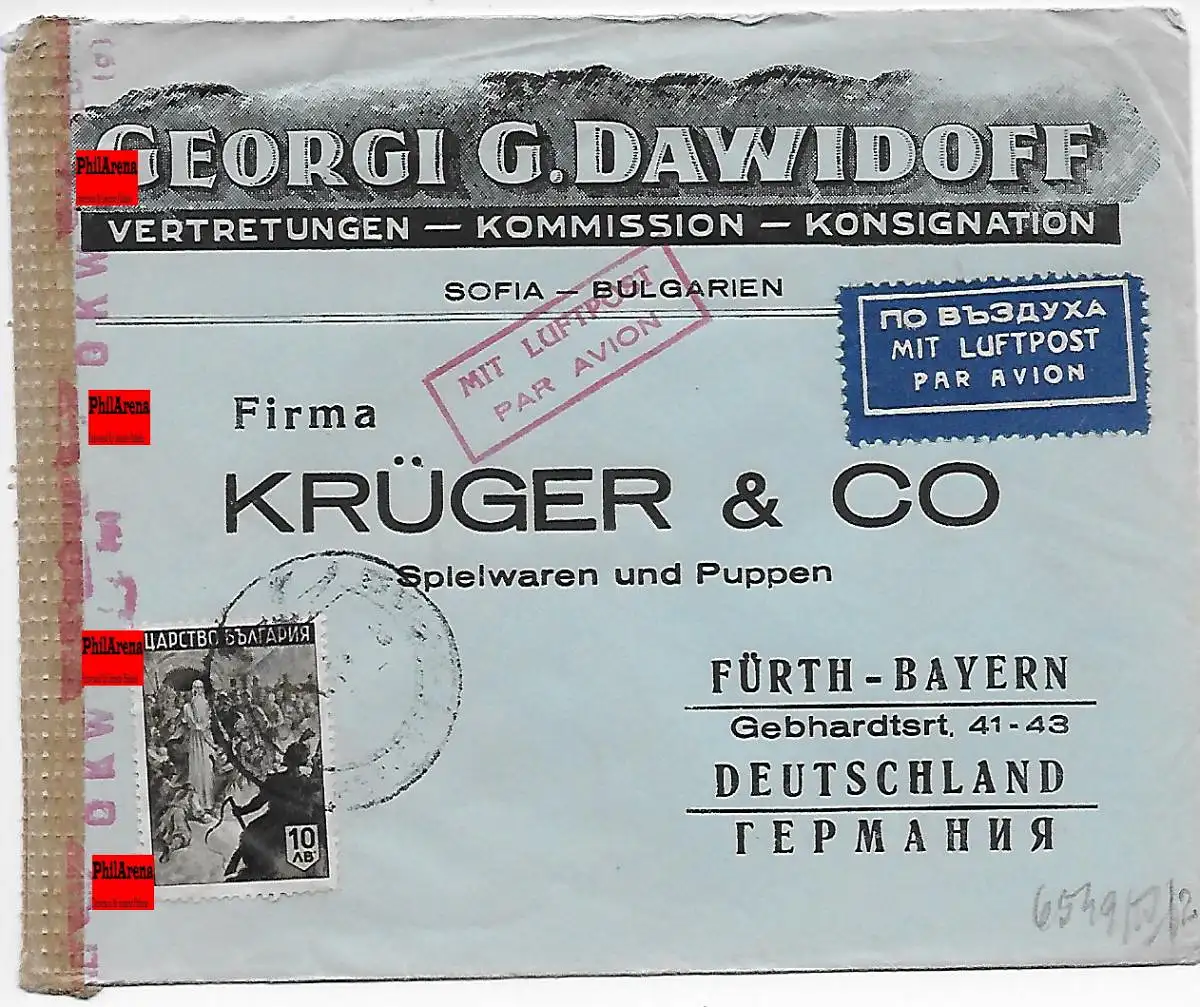 GEORGI G. DAWIDOFF
VERTRETUNGEN — KOMMISSION — KONSIGNATION
SOFIA — BULGARIEN
MIT LUFTPOST
PAR AVION
ПО ВЪЗДУХА
MIT LUFTPOST
PAR AVION
Firma
KRÜGER & CO
Spielwaren und Puppen
FÜRTH-BAYERN
Gebhardtsrt. 41-43
DEUTSCHLAND
ГЕРМАНИЯ
ЦАРСТВО БЪЛГАРИЯ
10
ЛВ
PhilArena
PhilArena
PhilArena
PhilArena
OKW
OKW